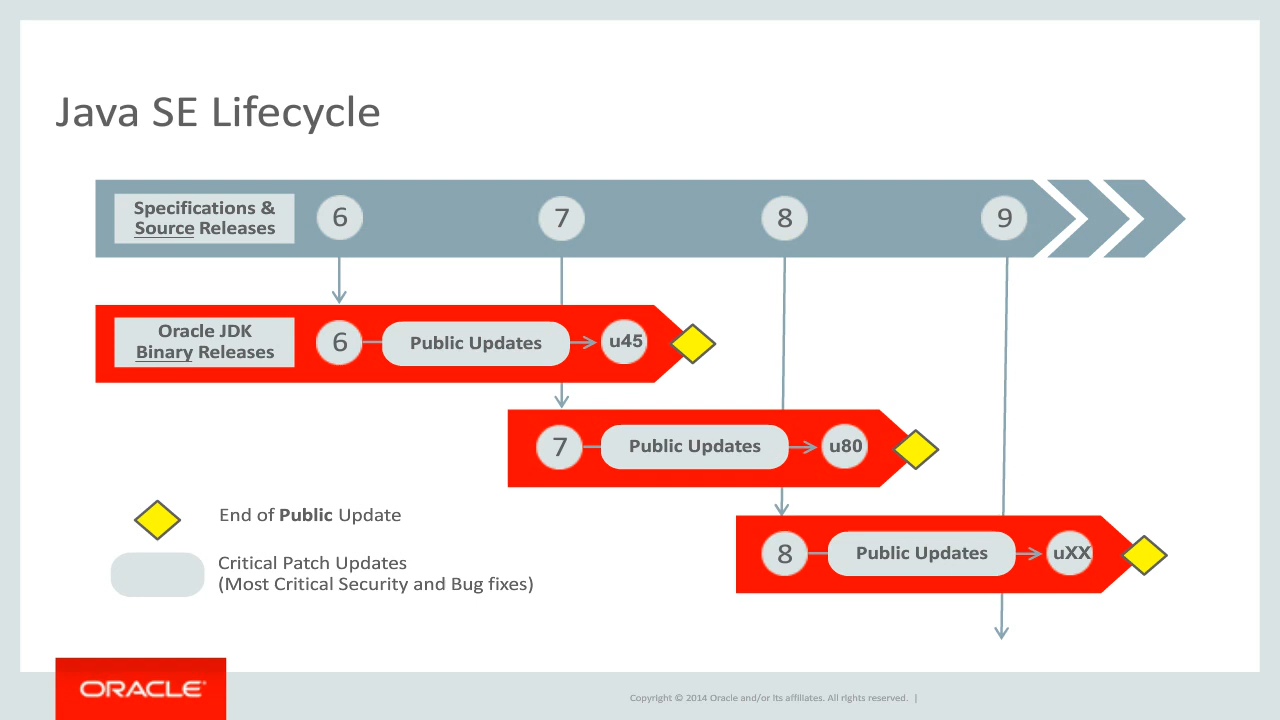 Java SE Lifecycle
Specifications &
Source Releases
6
7
8
9
Oracle JDK
Binary Releases
6
Public Updates
u45
7
Public Updates
u80
8
Public Updates
uXX
End of Public Update
Critical Patch Updates
(Most Critical Security and Bug fixes)
ORACLE®
Copyright © 2014 Oracle and/or its affiliates. All rights reserved. |